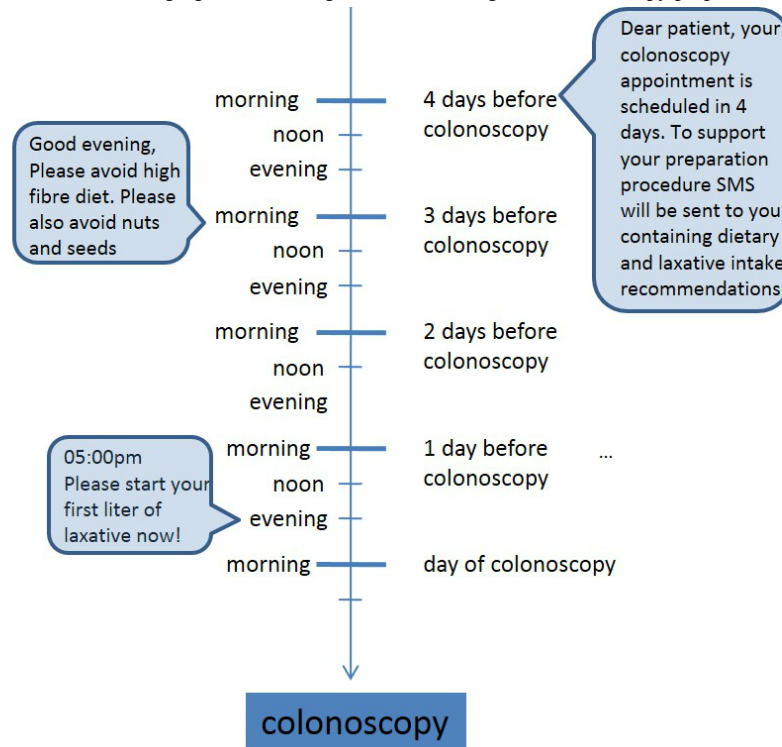 Dear patient, your
colonoscopy
appointment is
scheduled in 4
days. To support
your preparation
procedure SMS
will be sent to you
containing dietary
and laxative intake
recommendations
morning
4 days before
colonoscopy
noon
evening
Good evening,
Please avoid high
fibre diet. Please
also avoid nuts
and seeds
morning
3 days before
colonoscopy
noon
evening
morning
2 days before
colonoscopy
noon
evening
morning
1 day before
colonoscopy
...
noon
05:00pm
Please start your
first liter of
laxative now!
evening
morning
day of colonoscopy
colonoscopy